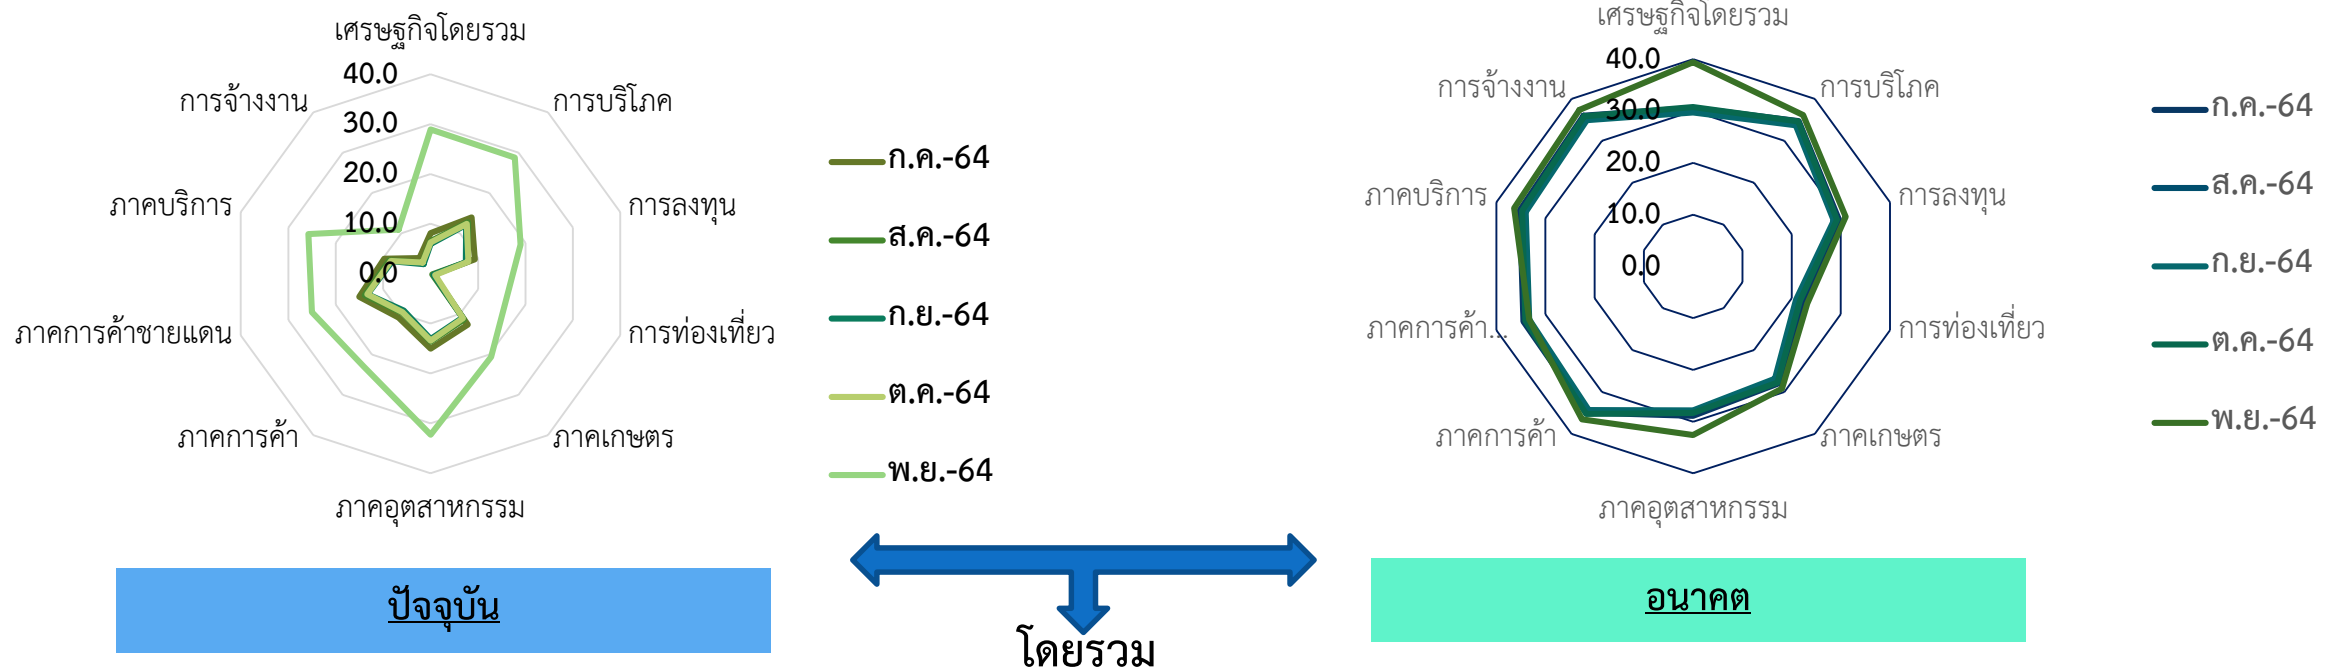 เศรษฐกิจโดยรวม
40.0
30.0
20.0
10.0
0.0
การบริโภค
การลงทุน
การท่องเที่ยว
ภาคเกษตร
ภาคอุตสาหกรรม
ภาคการค้า
ภาคการค้าชายแดน
ภาคบริการ
การจ้างงาน
ก.ค.-64
ส.ค.-64
ก.ย.-64
ต.ค.-64
พ.ย.-64
ปัจจุบัน
โดยรวม
เศรษฐกิจโดยรวม
40.0
30.0
20.0
10.0
0.0
การบริโภค
การลงทุน
การท่องเที่ยว
ภาคเกษตร
ภาคอุตสาหกรรม
ภาคการค้า
ภาคการค้า...
ภาคบริการ
การจ้างงาน
ก.ค.-64
ส.ค.-64
ก.ย.-64
ต.ค.-64
พ.ย.-64
อนาคต